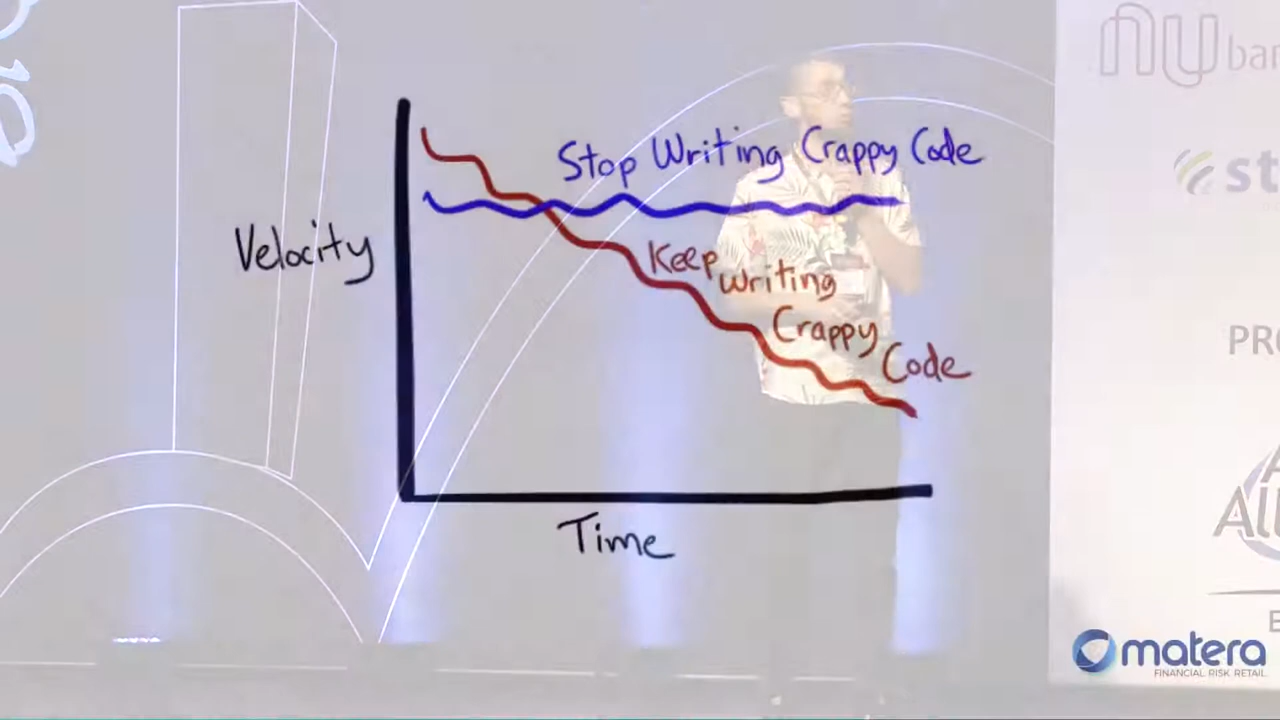 Stop Writing Crappy Code
Velocity
Keep
writing
Crappy
Code
Time
matera
FINANCIAL RISK RETAIL